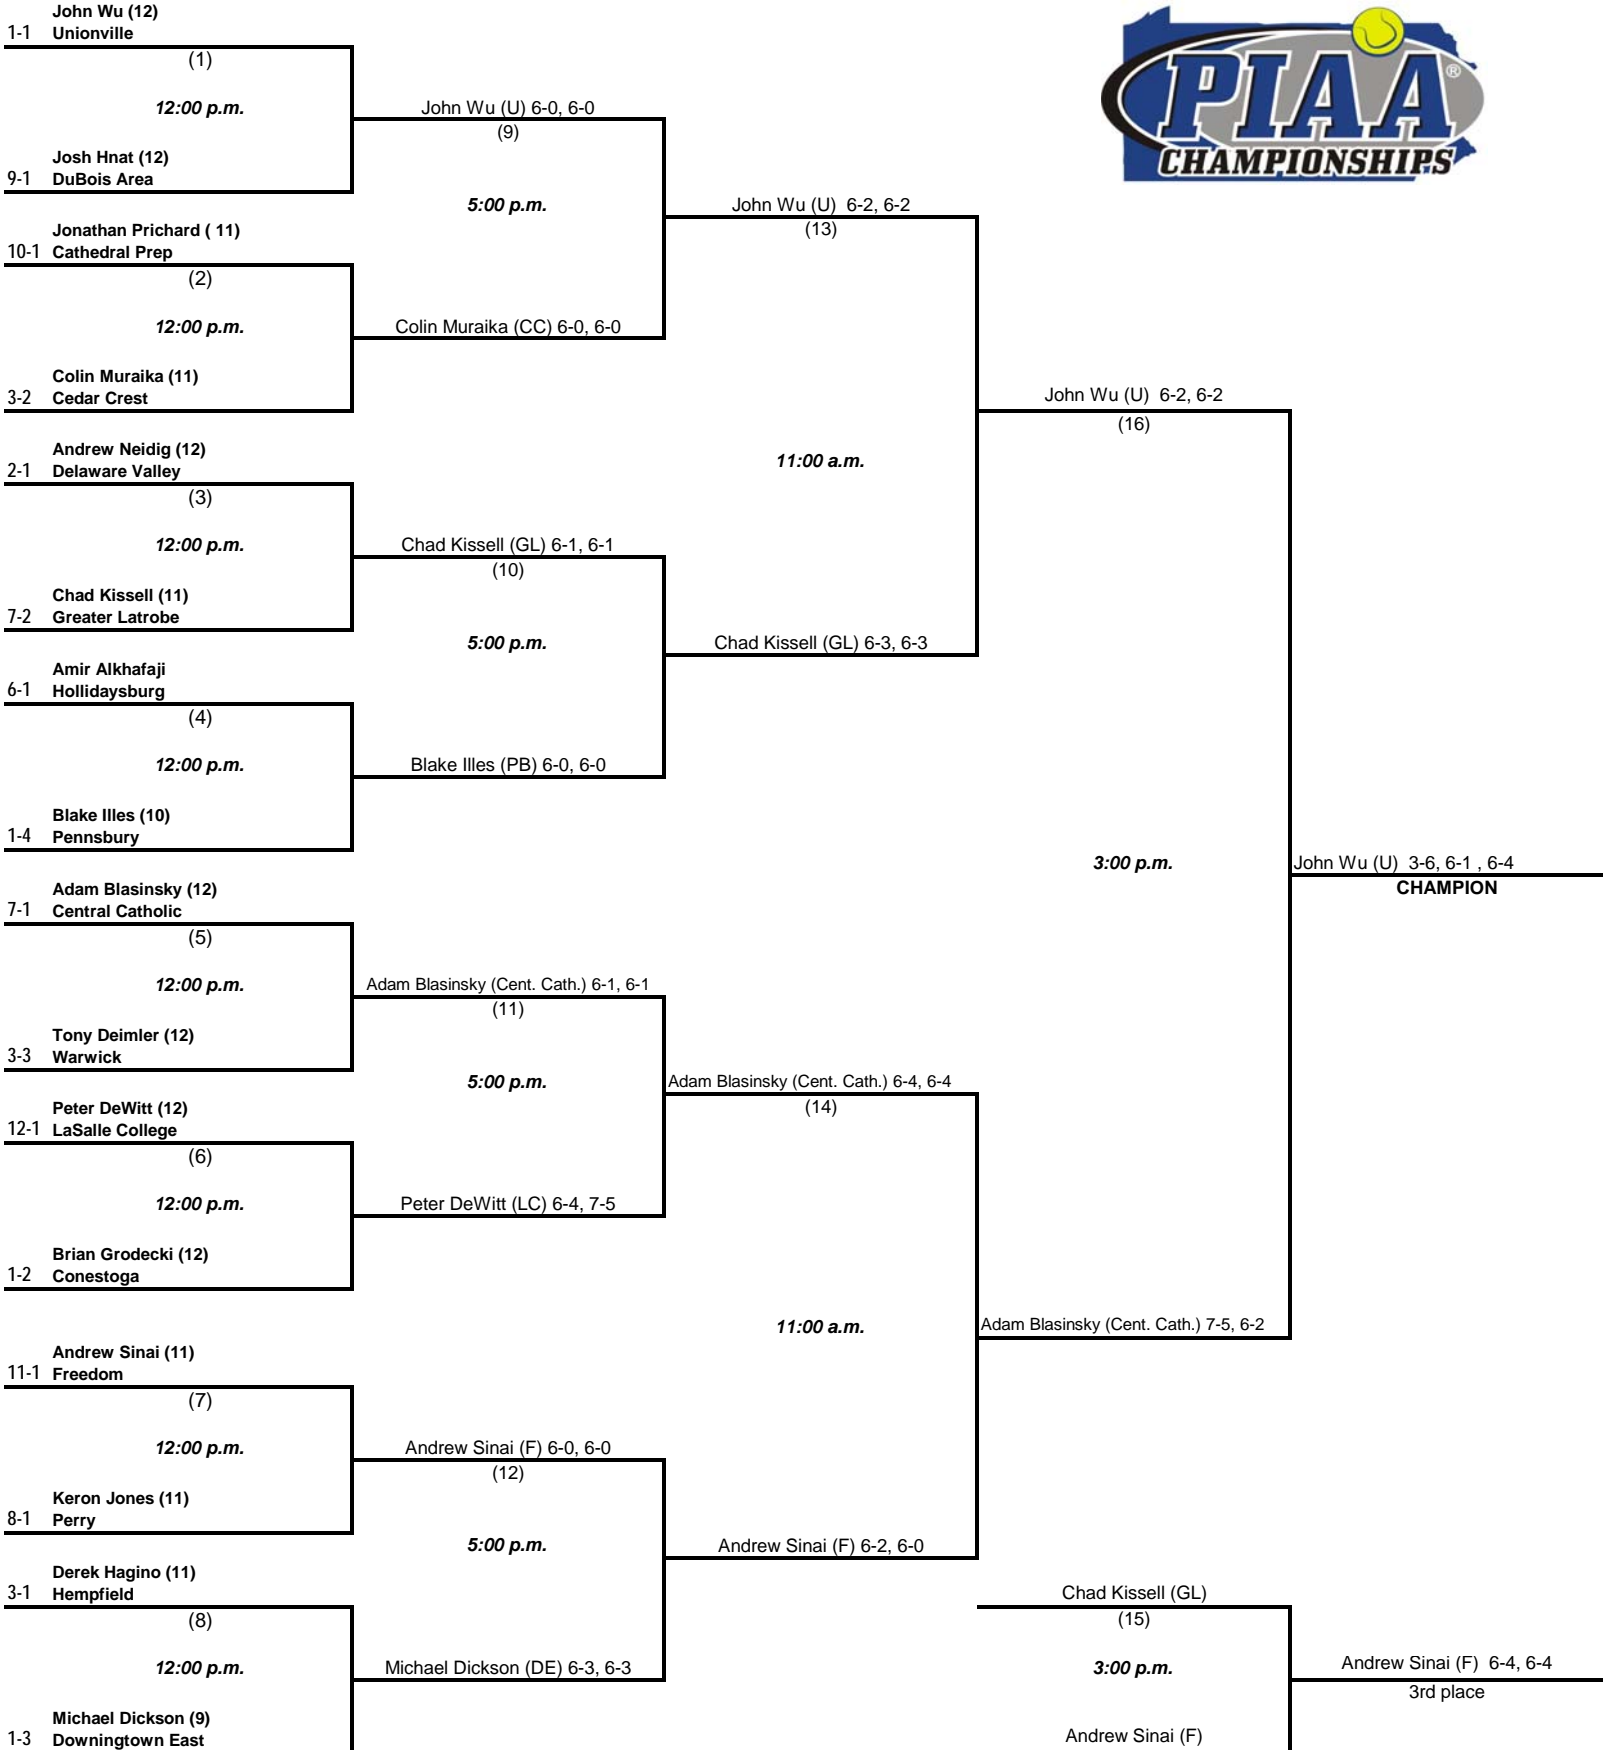 John Wu (12)
1-1 Unionville
(1)
12:00 p.m.
Josh Hnat (12)
9-1 DuBois Area
Jonathan Prichard ( 11)
10-1 Cathedral Prep
(2)
12:00 p.m.
Colin Muraika (11)
3-2 Cedar Crest
Andrew Neidig (12)
2-1 Delaware Valley
(3)
12:00 p.m.
Chad Kissell (11)
7-2 Greater Latrobe
Amir Alkhafaji
6-1 Hollidaysburg
(4)
12:00 p.m.
Blake Illes (10)
1-4 Pennsbury
Adam Blasinsky (12)
7-1 Central Catholic
(5)
12:00 p.m.
Tony Deimler (12)
3-3 Warwick
Peter DeWitt (12)
12-1 LaSalle College
(6)
12:00 p.m.
Brian Grodecki (12)
1-2 Conestoga
Andrew Sinai (11)
11-1 Freedom
(7)
12:00 p.m.
Keron Jones (11)
8-1 Perry
Derek Hagino (11)
3-1 Hempfield
(8)
12:00 p.m.
Michael Dickson (9)
1-3 Downingtown East
John Wu (U) 6-0, 6-0
(9)
5:00 p.m.
Colin Muraika (CC) 6-0, 6-0
Chad Kissell (GL) 6-1, 6-1
(10)
5:00 p.m.
Blake Illes (PB) 6-0, 6-0
Adam Blasinsky (Cent. Cath.) 6-1, 6-1
(11)
5:00 p.m.
Peter DeWitt (LC) 6-4, 7-5
Andrew Sinai (F) 6-0, 6-0
(12)
5:00 p.m.
Michael Dickson (DE) 6-3, 6-3
John Wu (U) 6-2, 6-2
(13)
11:00 a.m.
Chad Kissell (GL) 6-3, 6-3
Adam Blasinsky (Cent. Cath.) 6-4, 6-4
(14)
11:00 a.m.
Andrew Sinai (F) 6-2, 6-0
PIAA®
CHAMPIONSHIPS
John Wu (U) 6-2, 6-2
(16)
3:00 p.m.
Adam Blasinsky (Cent. Cath.) 7-5, 6-2
John Wu (U) 3-6, 6-1 , 6-4
CHAMPION
Chad Kissell (GL)
(15)
3:00 p.m.
Andrew Sinai (F)
Andrew Sinai (F) 6-4, 6-4
3rd place